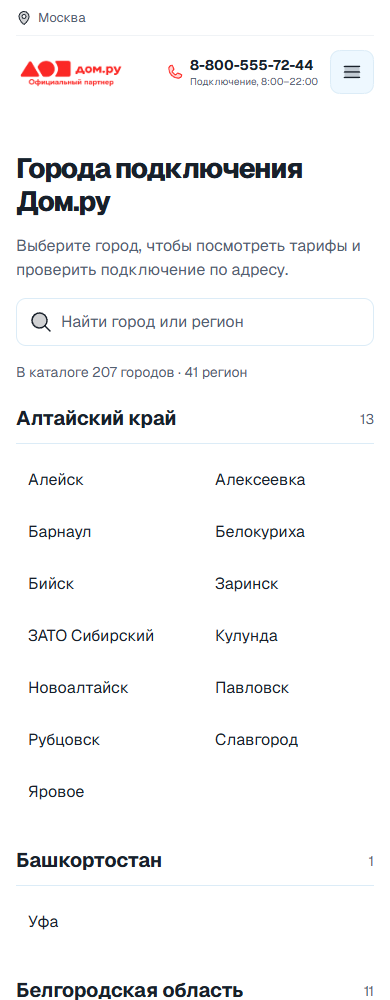 Москва
дом.ру
Официальный партнер
8-800-555-72-44
Подключение, 8:00–22:00
Города подключения
Дом.ру
Выберите город, чтобы посмотреть тарифы и
проверить подключение по адресу.
Найти город или регион
В каталоге 207 городов · 41 регион
Алтайский край 13
Алейск Алексеевка
Барнаул Белокуриха
Бийск Заринск
ЗАТО Сибирский Кулунда
Новоалтайск Павловск
Рубцовск Славгород
Яровое
Башкортостан 1
Уфа
Белгородская область 11